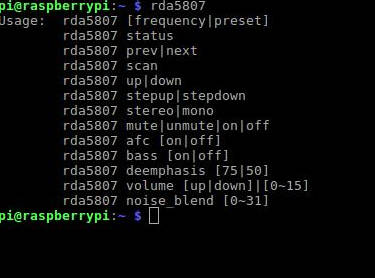 pi@raspberrypi:~ $ rda5807
Usage:  rda5807 [frequency|preset]
        rda5807 status
        rda5807 prev|next
        rda5807 scan
        rda5807 up|down
        rda5807 stepup|stepdown
        rda5807 stereo|mono
        rda5807 mute|unmute|on|off
        rda5807 afc [on|off]
        rda5807 bass [on|off]
        rda5807 deemphasis [75|50]
        rda5807 volume [up|down]|[0~15]
        rda5807 noise_blend [0~31]
pi@raspberrypi:~ $